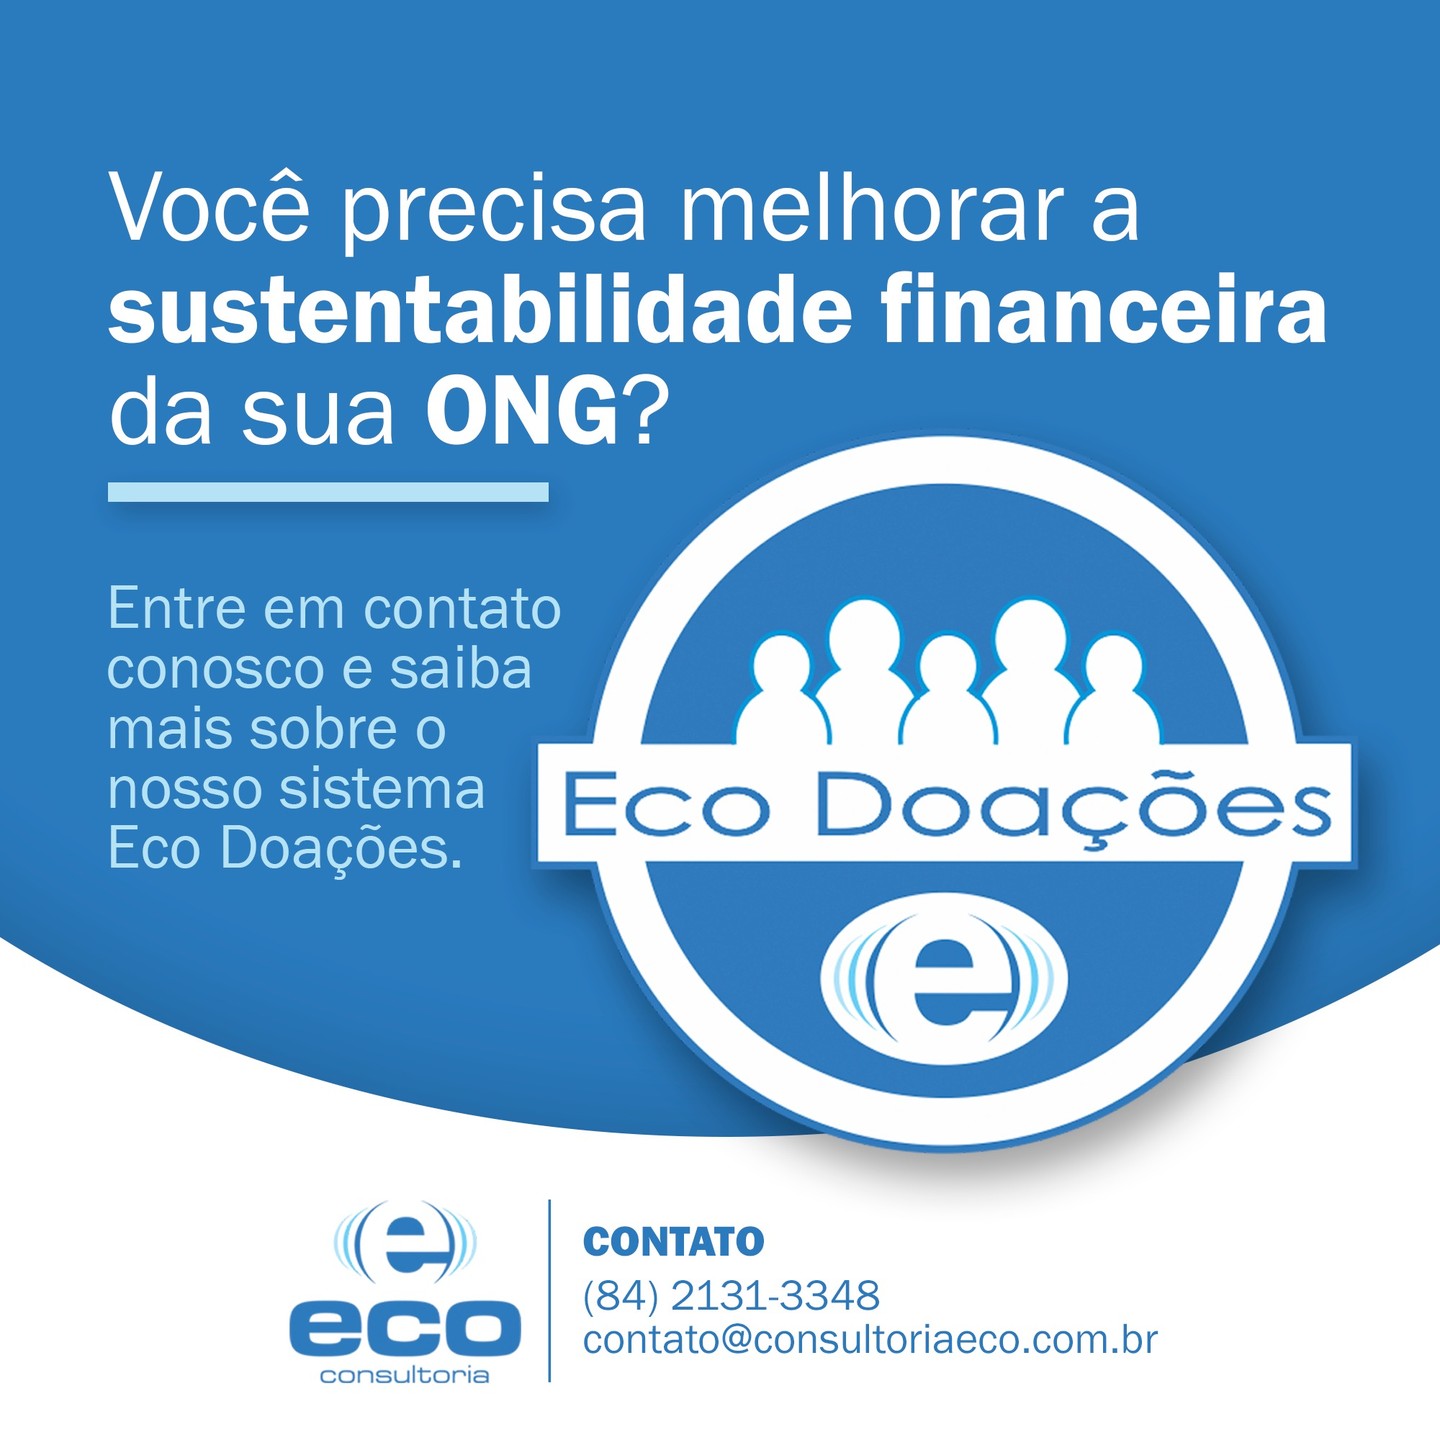 Você precisa melhorar a
sustentabilidade financeira
da sua ONG?
Entre em contato
conosco e saiba
mais sobre o
nosso sistema
Eco Doações.
Eco Doações
e
e
eco
consultoria
CONTATO
(84) 2131-3348
contato@consultoriaeco.com.br